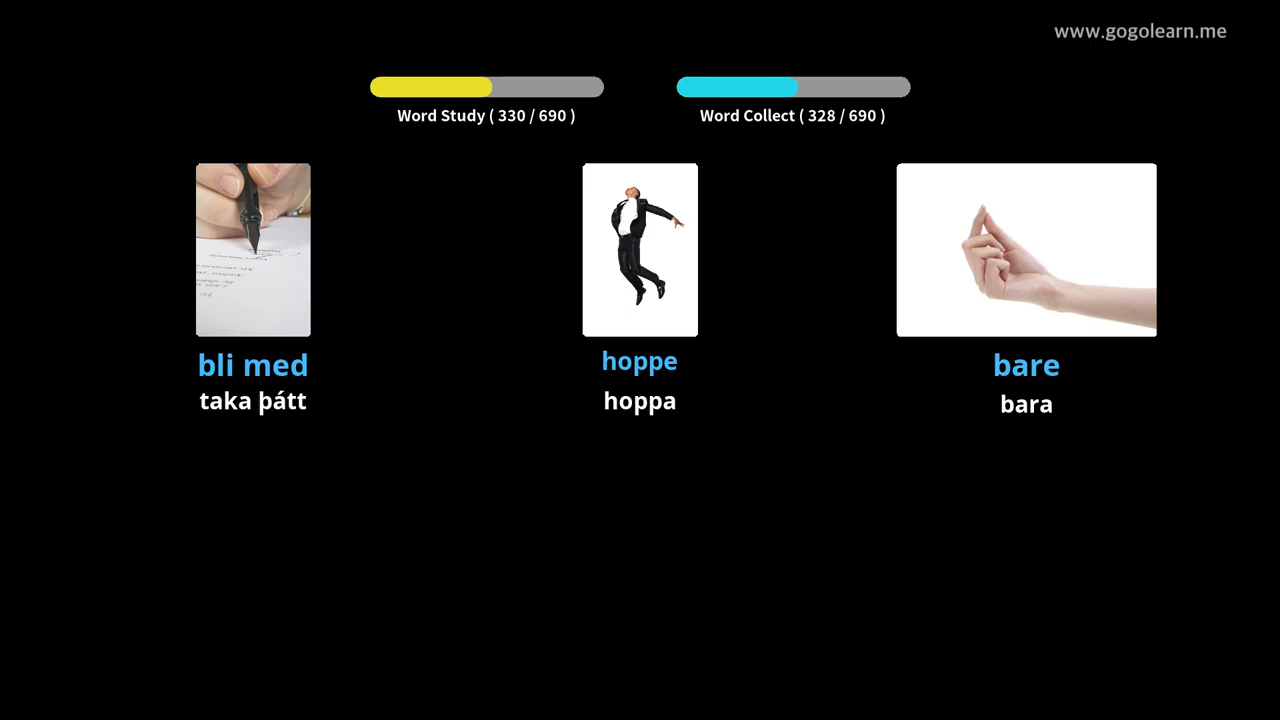 www.gogolearn.me
Word Study ( 330 / 690 )
Word Collect ( 328 / 690 )
bli med
taka þátt
hoppe
hoppa
bare
bara